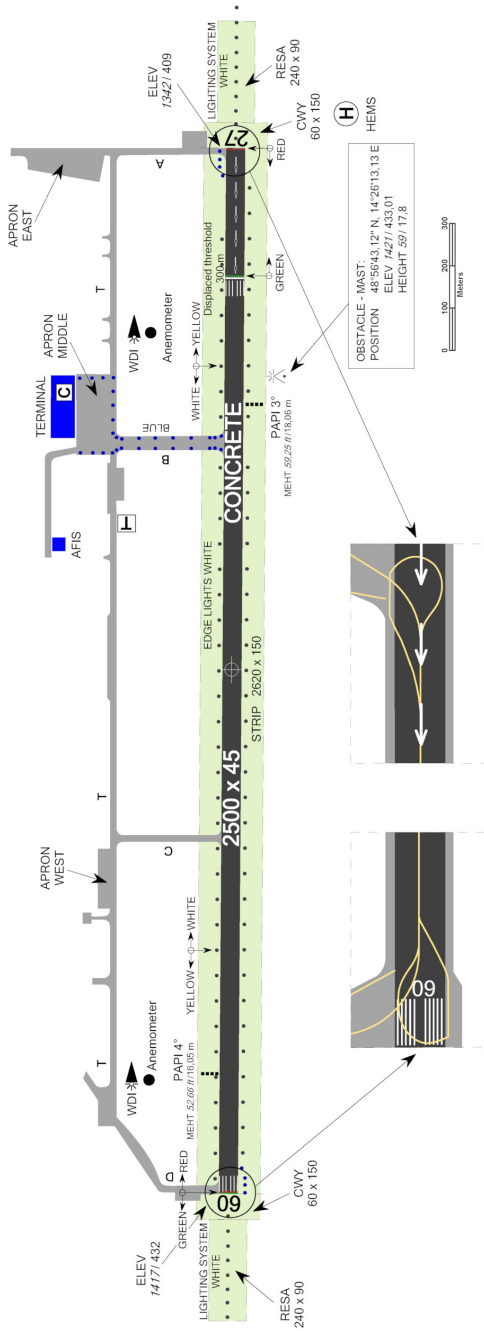 APRON
EAST
A
T
WDI
Anemometer
APRON
MIDDLE
TERMINAL
C
AFIS
T
B
BLUE
T
C
APRON
WEST
T
WDI
Anemometer
D
ELEV
1342/ 409
LIGHTING SYSTEM
WHITE
RESA
240 x 90
CWY
60 x 150
H
HEMS
27
RED
Displaced threshold
300 m
GREEN
WHITE
YELLOW
CONCRETE
PAPI 3°
MEHT 59,25 ft/18,06 m
OBSTACLE - MAST:
POSITION 48°56'43,12" N, 14°26'13,13 E
ELEV 1421/ 433,01
HEIGHT 59/ 17,8
0 100 200 300
Meters
EDGE LIGHTS WHITE
STRIP 2620 x 150
2500 x 45
YELLOW
WHITE
PAPI 4°
MEHT 52,66 ft/16,05 m
RED
GREEN
09
ELEV
1417/ 432
LIGHTING SYSTEM
WHITE
CWY
60 x 150
RESA
240 x 90
09